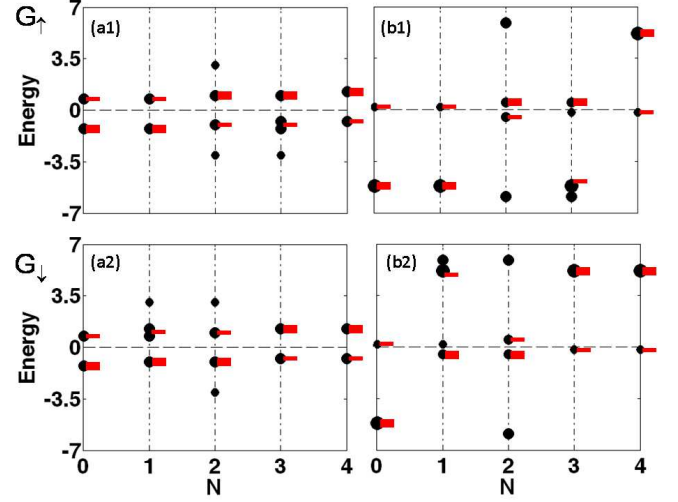 G↑
(a1)
(b1)
7
3.5
0
-3.5
-7
Energy
7
3.5
0
-3.5
-7
Energy
G↓
(a2)
(b2)
0 1 2 3 4
0 1 2 3 4
N
N